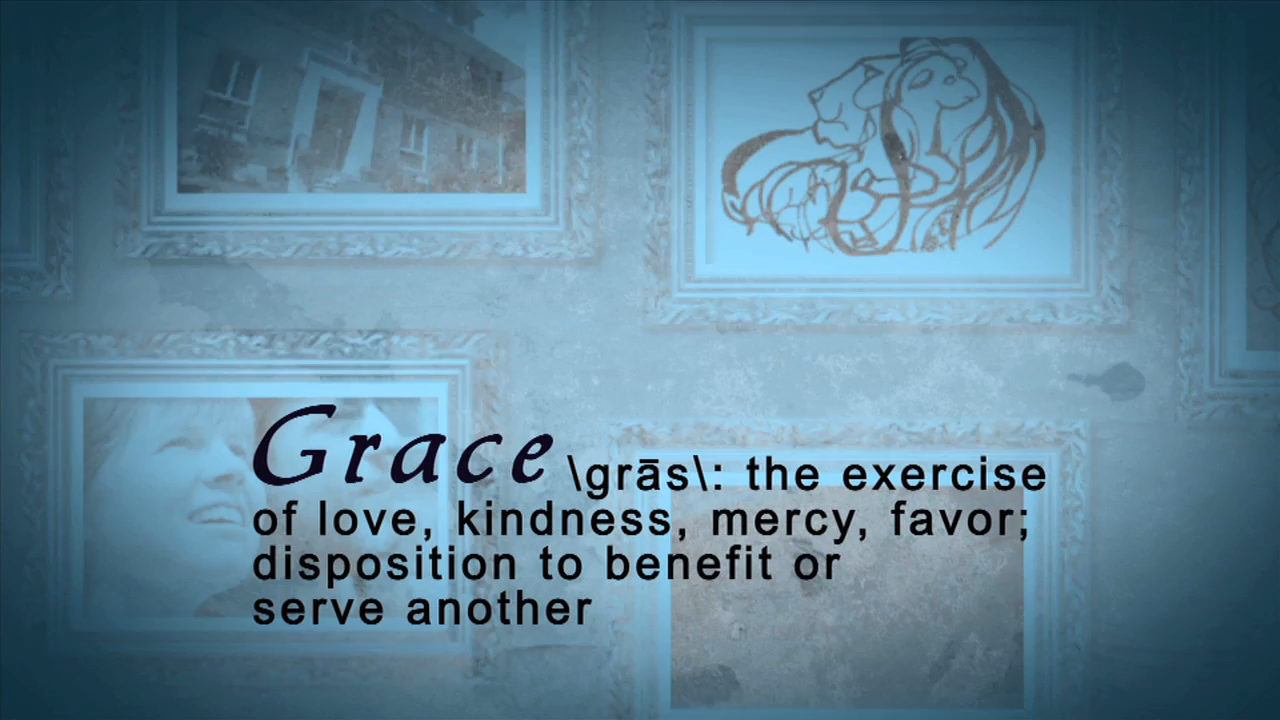 Grace \grās\: the exercise
of love, kindness, mercy, favor;
disposition to benefit or
serve another